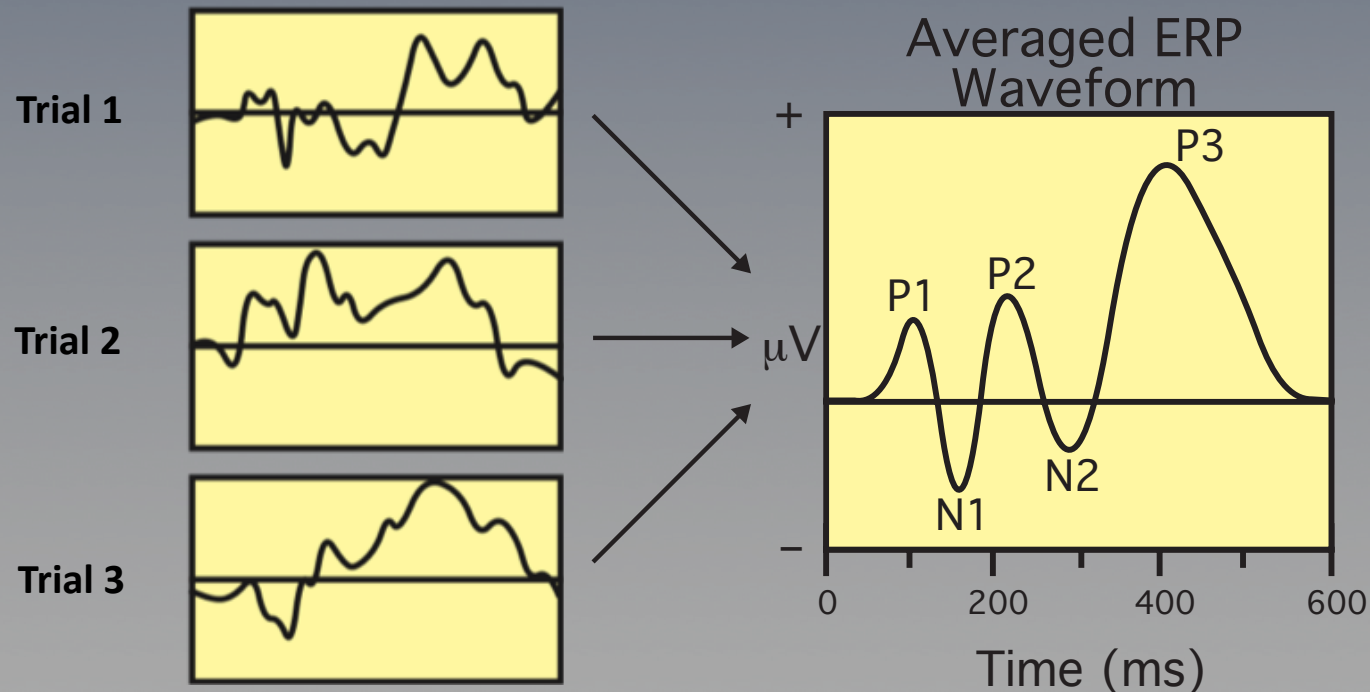 Trial 1
Trial 2
Trial 3
Averaged ERP
Waveform
+
µV
−
P1
N1
P2
N2
P3
0 200 400 600
Time (ms)